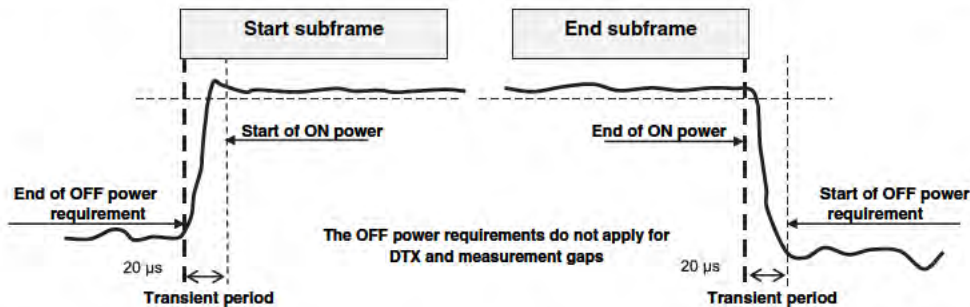 Start subframe
End subframe
Start of ON power
End of ON power
End of OFF power
requirement
Start of OFF power
requirement
The OFF power requirements do not apply for
DTX and measurement gaps
20 µs
20 µs
Transient period
Transient period